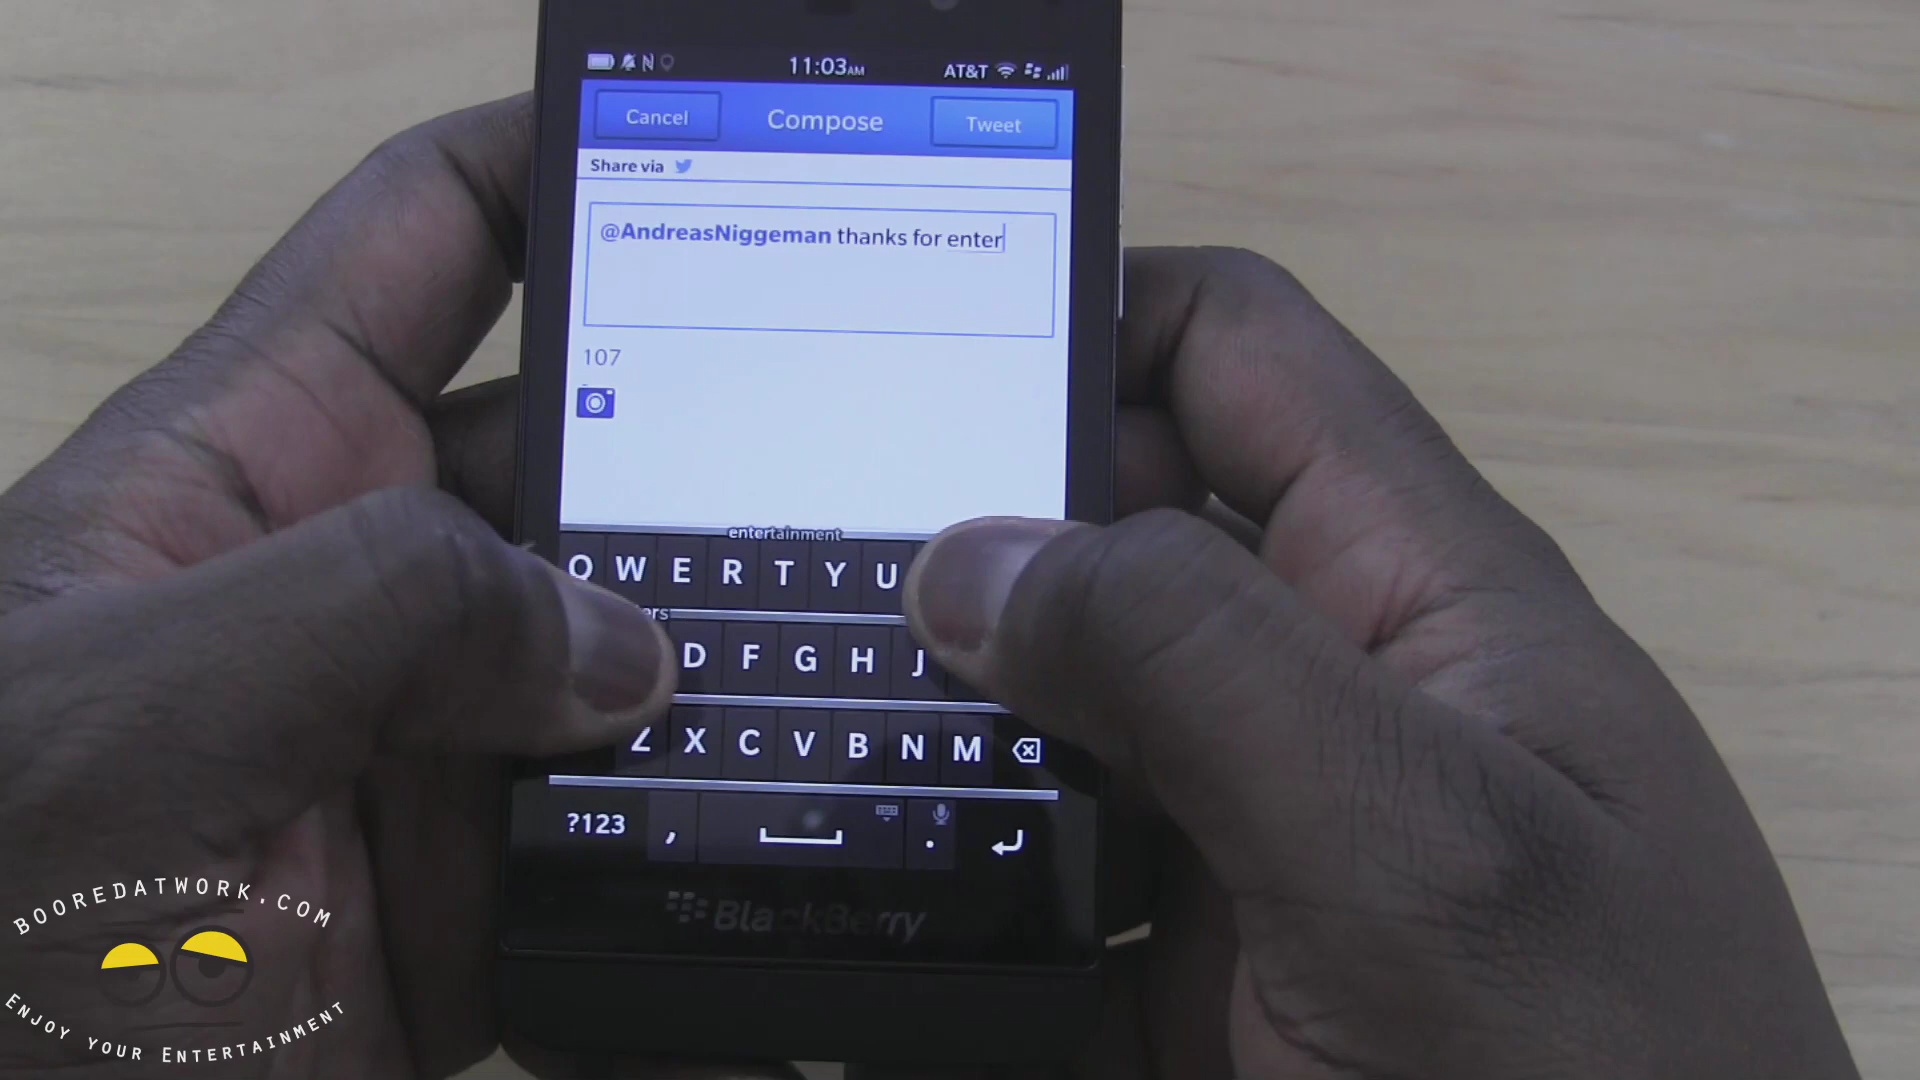 11:03AM AT&T
Cancel Compose Tweet
Share via
@AndreasNiggeman thanks for enter
107
entertainment
Q W E R T Y U
D F G H J
Z X C V B N M
?123 , .
BlackBerry
BOOREDATWORK.COM
ENJOY YOUR ENTERTAINMENT